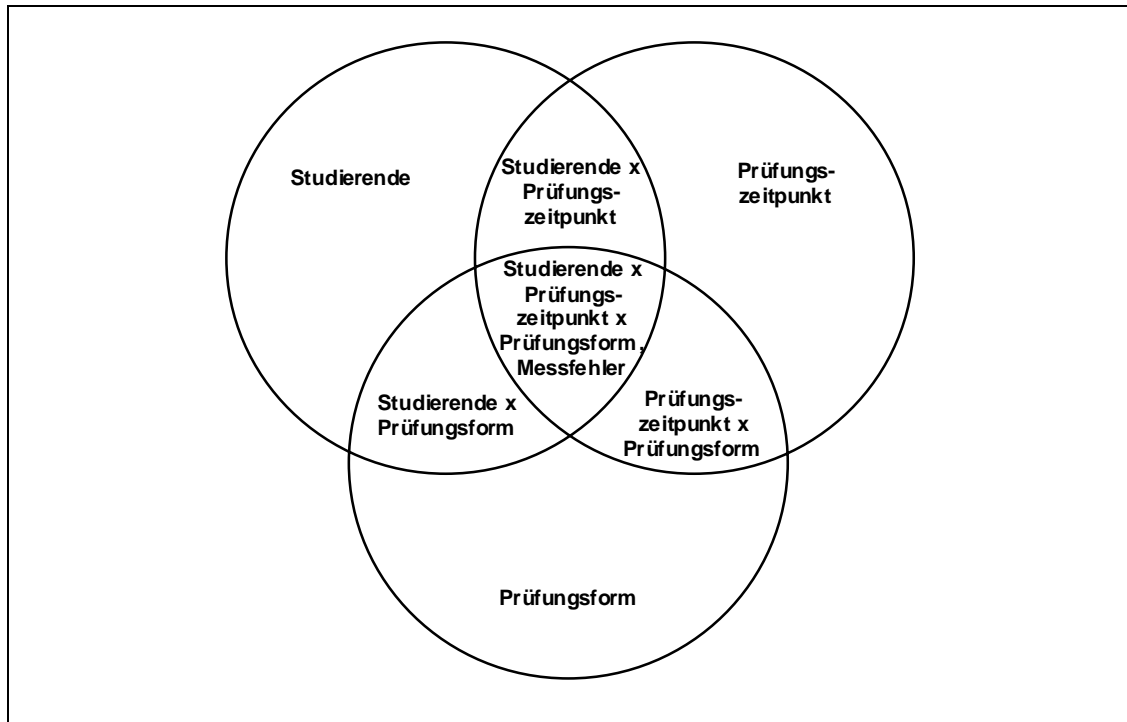 Studierende
Studierende x
Prüfungs-
zeitpunkt
Prüfungs-
zeitpunkt
Studierende x
Prüfungs-
zeitpunkt x
Prüfungsform,
Messfehler
Studierende x
Prüfungsform
Prüfungs-
zeitpunkt x
Prüfungsform
Prüfungsform